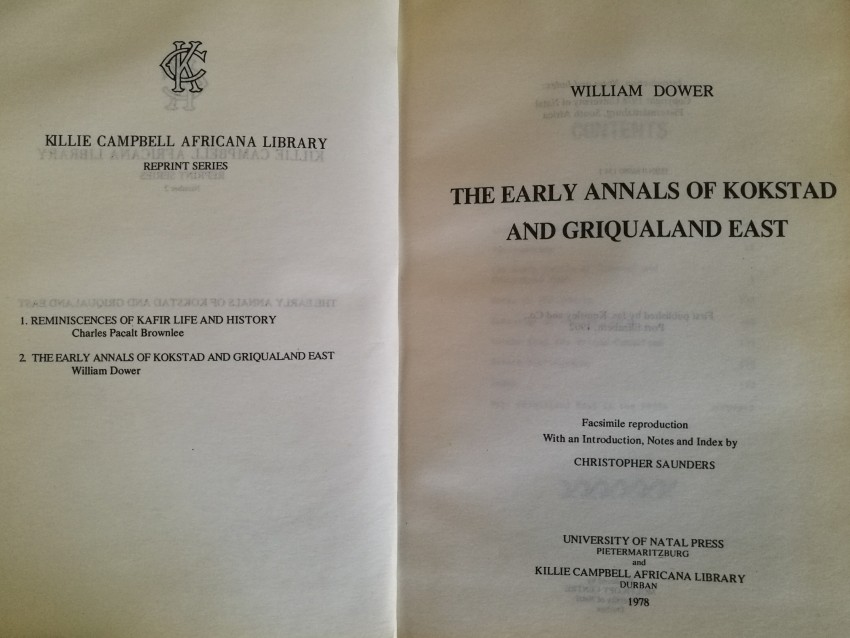 KILLIE CAMPBELL AFRICANA LIBRARY
REPRINT SERIES
1. REMINISCENCES OF KAFIR LIFE AND HISTORY
Charles Pacalt Brownlee
2. THE EARLY ANNALS OF KOKSTAD AND GRIQUALAND EAST
William Dower
WILLIAM DOWER
THE EARLY ANNALS OF KOKSTAD
AND GRIQUALAND EAST
Facsimile reproduction
With an Introduction, Notes and Index by
CHRISTOPHER SAUNDERS
UNIVERSITY OF NATAL PRESS
PIETERMARITZBURG
and
KILLIE CAMPBELL AFRICANA LIBRARY
DURBAN
1978